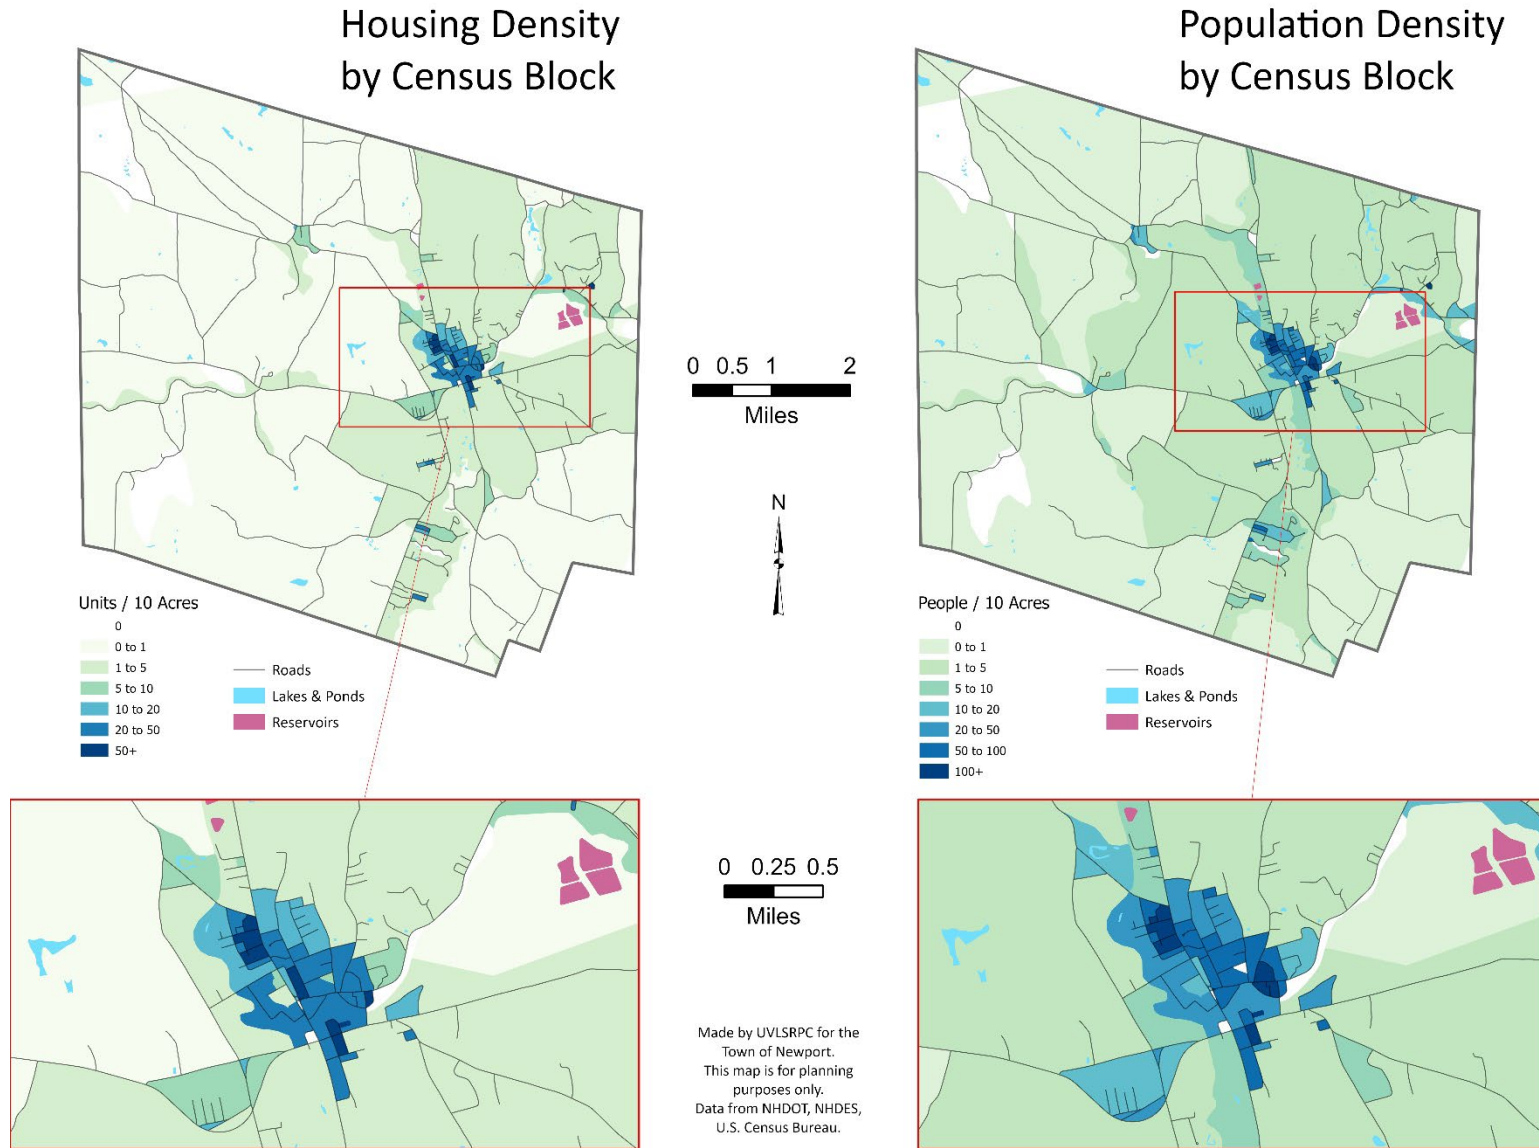 Housing Density
by Census Block
Population Density
by Census Block
0 0.5 1 2
Miles
N
Units / 10 Acres
0
0 to 1
1 to 5
5 to 10
10 to 20
20 to 50
50+
Roads
Lakes & Ponds
Reservoirs
People / 10 Acres
0
0 to 1
1 to 5
5 to 10
10 to 20
20 to 50
50 to 100
100+
Roads
Lakes & Ponds
Reservoirs
0 0.25 0.5
Miles
Made by UVLSRPC for the
Town of Newport.
This map is for planning
purposes only.
Data from NHDOT, NHDES,
U.S. Census Bureau.